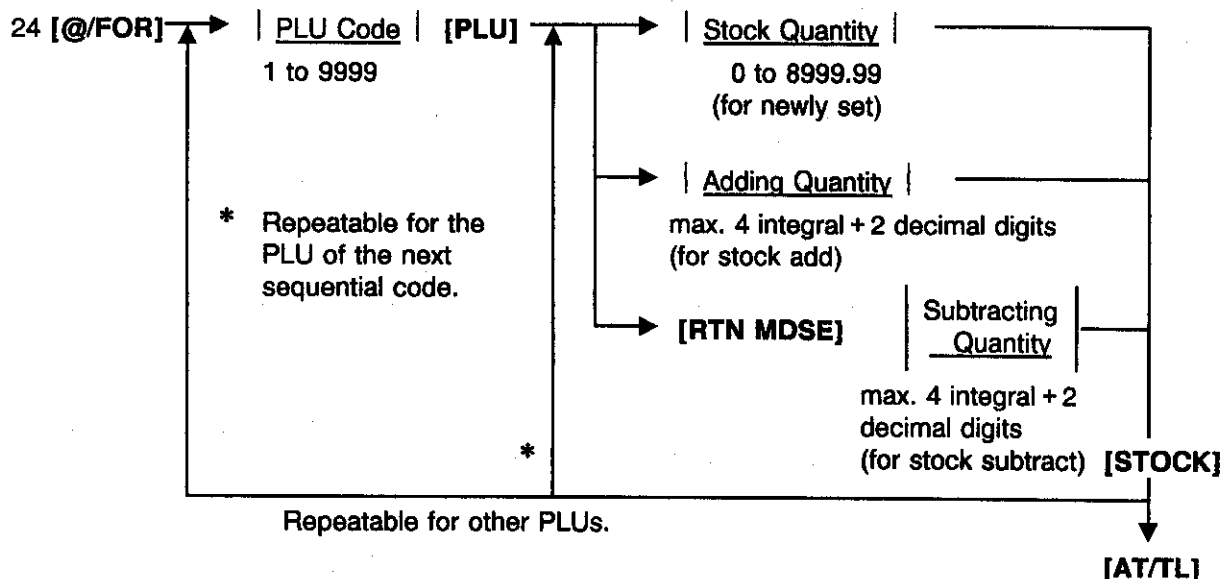 24 [@/FOR] | PLU Code | [PLU] | Stock Quantity |
1 to 9999
0 to 8999.99
(for newly set)
| Adding Quantity |
max. 4 integral + 2 decimal digits
(for stock add)
* Repeatable for the
PLU of the next
sequential code.
[RTN MDSE] | Subtracting
Quantity |
max. 4 integral + 2
decimal digits
(for stock subtract) [STOCK]
*
Repeatable for other PLUs.
[AT/TL]